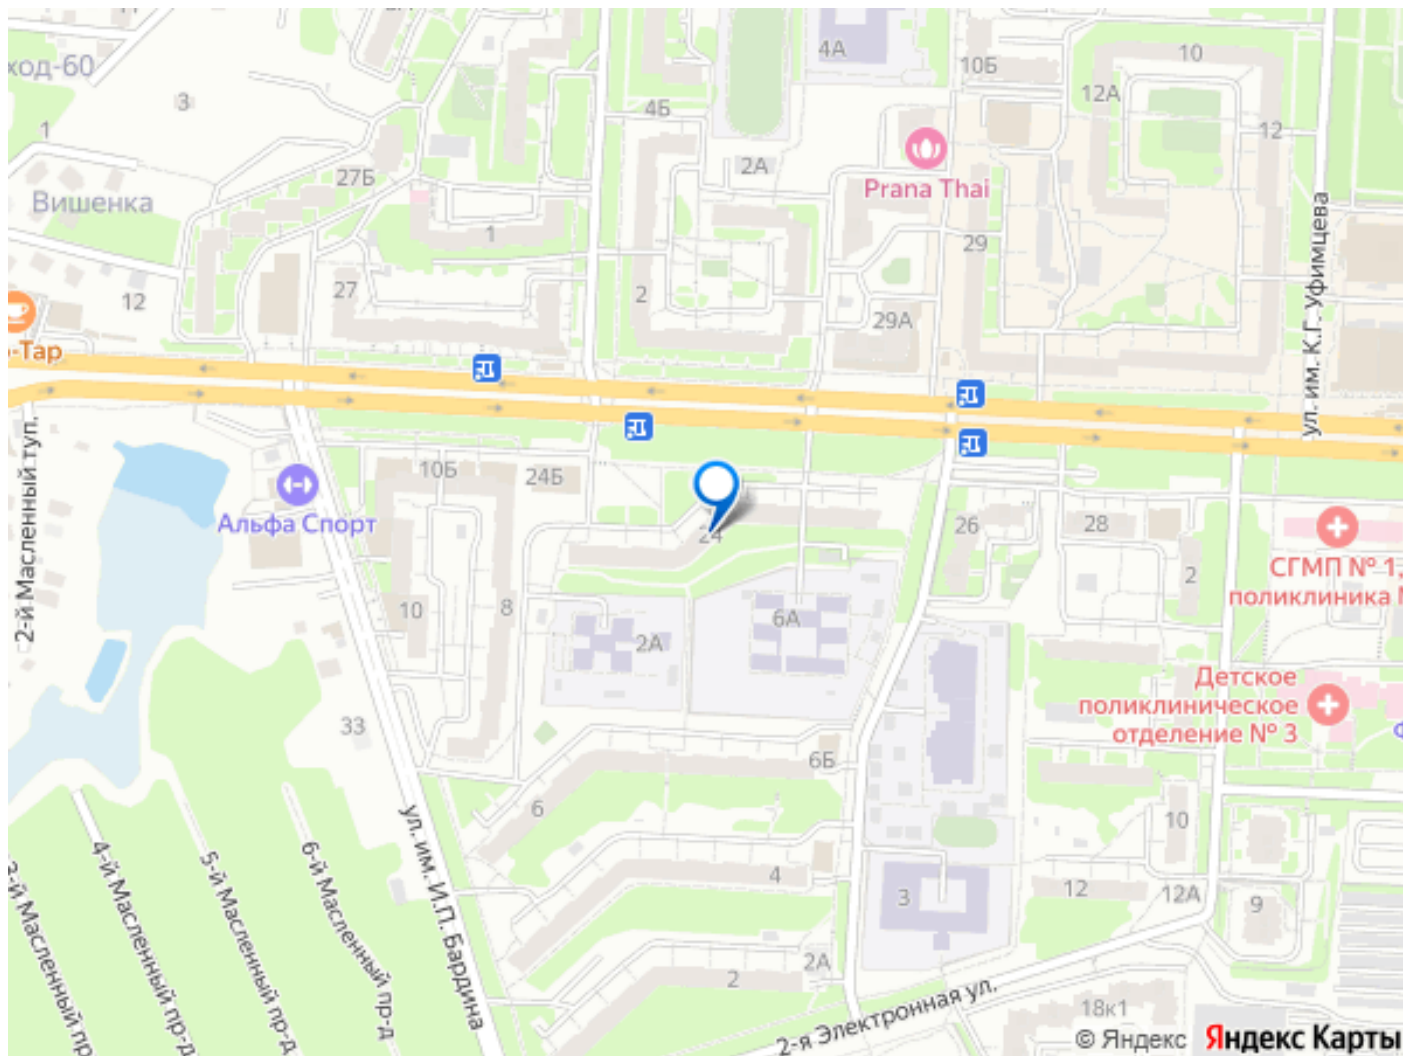 4А
10
ход-60
10Б
12А
3
4Б
12
1
2А
27Б
Prana Thai
Вишенка
1
29
ул. им. К.Г. Уфимцева
12
27
2
29А
-Тар
2-й Масленный туп.
10Б
24Б
Альфа Спорт
24
26
28
СГМП № 1,
поликлиника
2
10
8
2А
6А
Детское
поликлиническое
отделение № 3
33
6Б
6
10
ул. им. И.П. Бардина
4
3
12
12А
9
3-й Масленный пр
4-й Масленный пр-д
5-й Масленный пр-д
6-й Масленный пр-д
2
2А
2-я Электронная ул.
18к1
© Яндекс Яндекс Карты